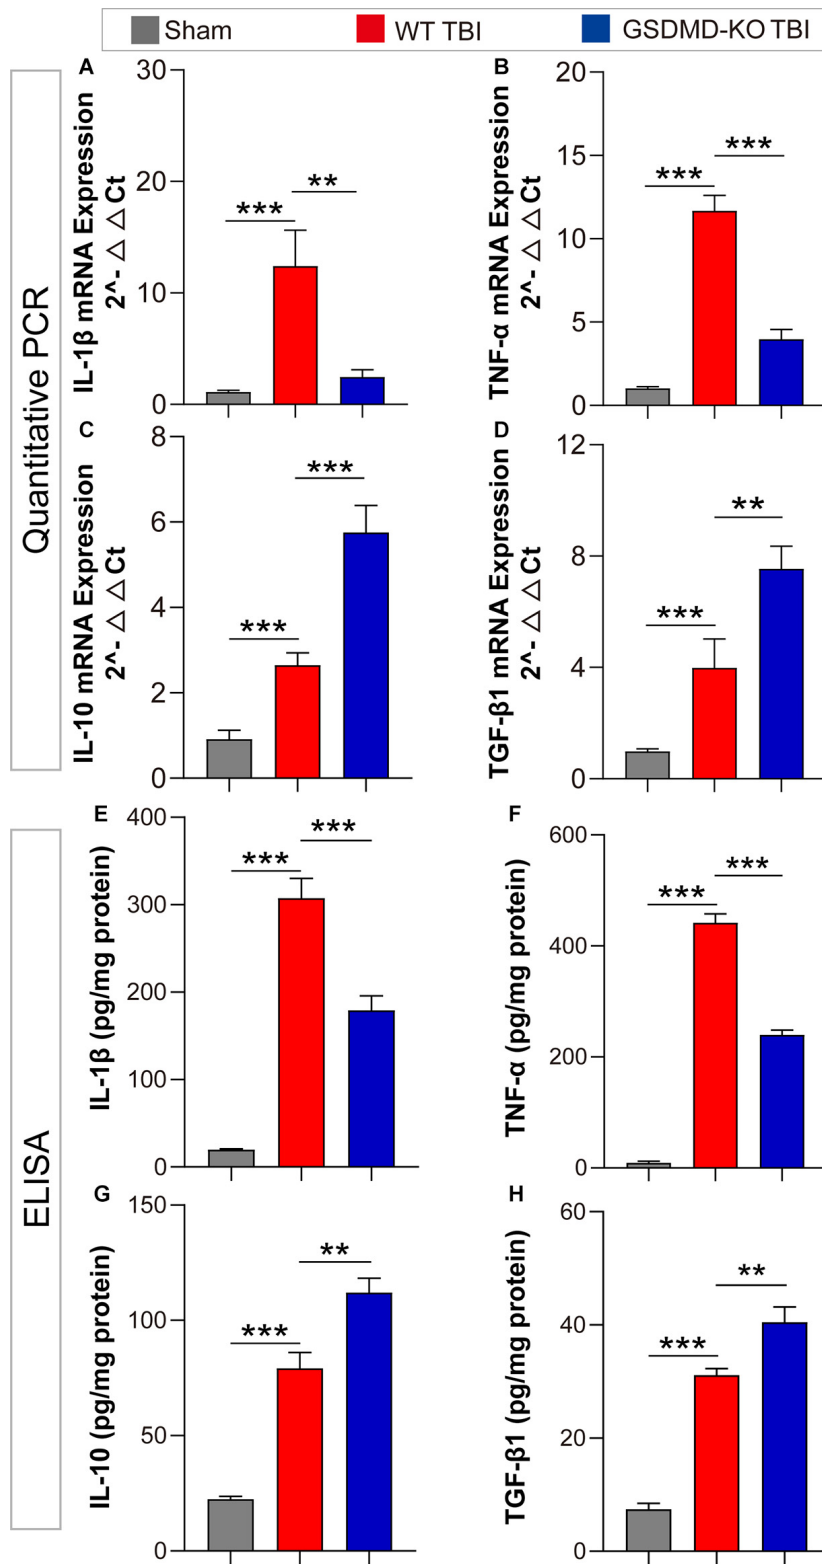 Sham WT TBI GSDMD-KO TBI
Quantitative PCR
A
IL-1β mRNA Expression
2^- △ △ Ct
30
20
10
0
***
**
B
TNF-α mRNA Expression
2^- △ △ △ Ct
20
15
10
5
0
***
***
C
IL-10 mRNA Expression
2^- △ △ △ Ct
8
6
4
2
0
***
***
D
TGF-β1 mRNA Expression
2^- △ △ △ Ct
12
8
4
0
***
**
ELISA
E
IL-1β (pg/mg protein)
400
300
200
100
0
***
***
F
TNF-α (pg/mg protein)
600
400
200
0
***
***
G
IL-10 (pg/mg protein)
150
100
50
0
***
**
H
TGF-β1 (pg/mg protein)
60
40
20
0
***
**